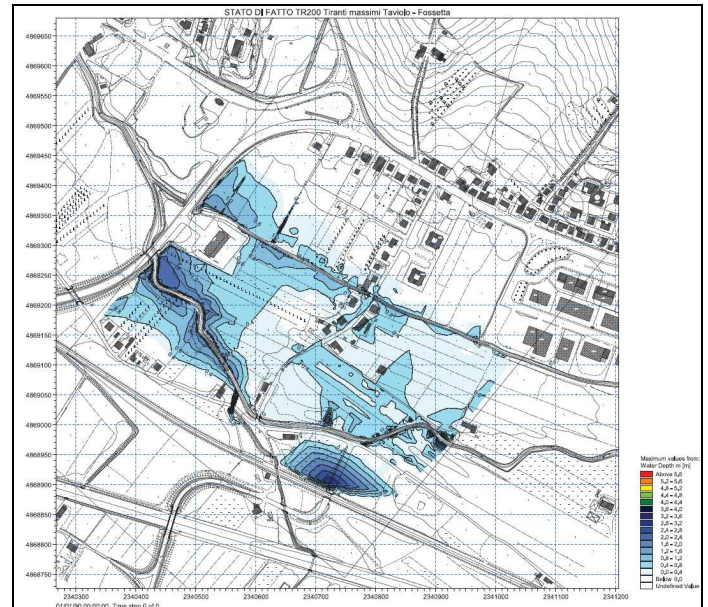 STATO DI FATTO TR200 Tiranti massimi Taviolo - Fossetta
4869650
4869600
4869550
4869500
4869450
4869400
4869350
4869300
4869250
4869200
4869150
4869100
4869050
4869000
4868950
4868900
4868850
4868800
4868750
2340300
2340400
2340500
2340600
2340700
2340800
2340900
2341000
2341100
2341200
01/01/90 00:00:00 Time step 0 of 0
Maximum values from:
Water Depth m [m]
Above 5,6
5,2 - 5,6
4,8 - 5,2
4,4 - 4,8
4,0 - 4,4
3,6 - 4,0
3,2 - 3,6
2,8 - 3,2
2,4 - 2,8
2,0 - 2,4
1,6 - 2,0
1,2 - 1,6
0,8 - 1,2
0,4 - 0,8
0,0 - 0,4
Below 0,0
Undefined Value